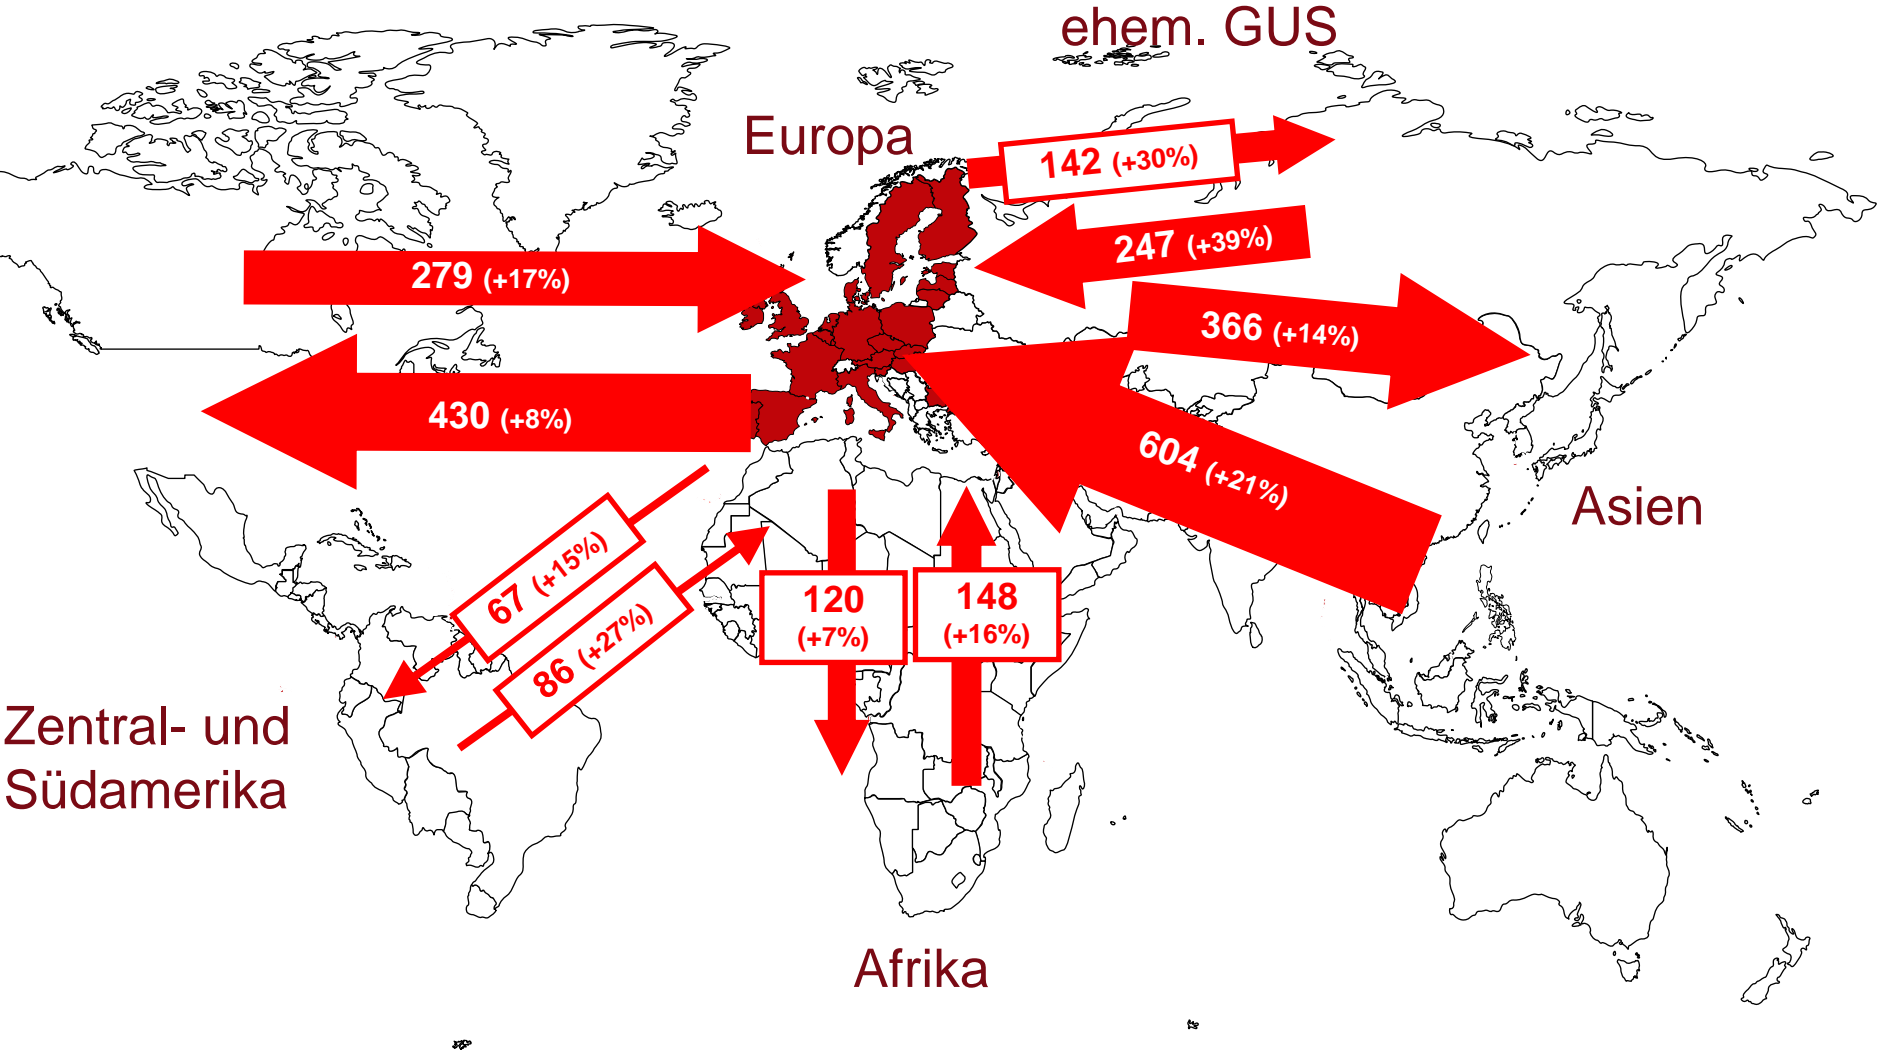 ehem. GUS
Europa
142 (+30%)
247 (+39%)
279 (+17%)
366 (+14%)
430 (+8%)
604 (+21%)
Asien
67 (+15%)
86 (+27%)
120
(+7%)
148
(+16%)
Zentral- und
Südamerika
Afrika